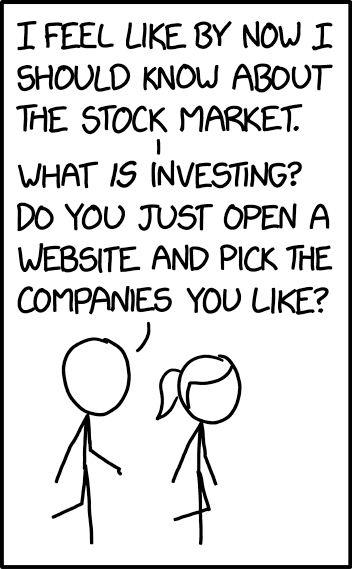 I FEEL LIKE BY NOW I
SHOULD KNOW ABOUT
THE STOCK MARKET.
WHAT IS INVESTING?
DO YOU JUST OPEN A
WEBSITE AND PICK THE
COMPANIES YOU LIKE?